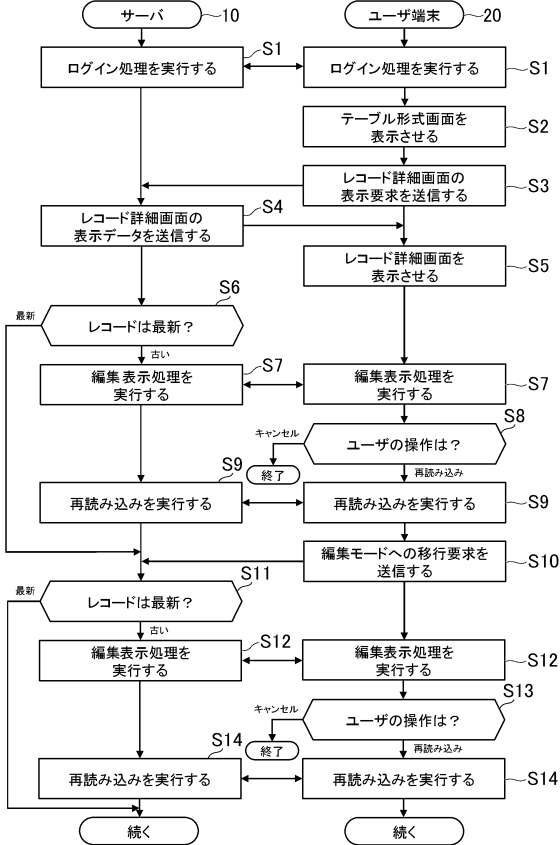 サーバ
10
ユーザ端末
20
ログイン処理を実行する
S1
ログイン処理を実行する
S1
テーブル形式画面を
表示させる
S2
レコード詳細画面の
表示要求を送信する
S3
レコード詳細画面の
表示データを送信する
S4
レコード詳細画面を
表示させる
S5
レコードは最新？
S6
最新
古い
編集表示処理を
実行する
S7
編集表示処理を
実行する
S7
ユーザの操作は？
S8
キャンセル
終了
再読み込み
再読み込みを実行する
S9
再読み込みを実行する
S9
編集モードへの移行要求を
送信する
S10
レコードは最新？
S11
最新
古い
編集表示処理を
実行する
S12
編集表示処理を
実行する
S12
ユーザの操作は？
S13
キャンセル
終了
再読み込み
再読み込みを実行する
S14
再読み込みを実行する
S14
続く
続く